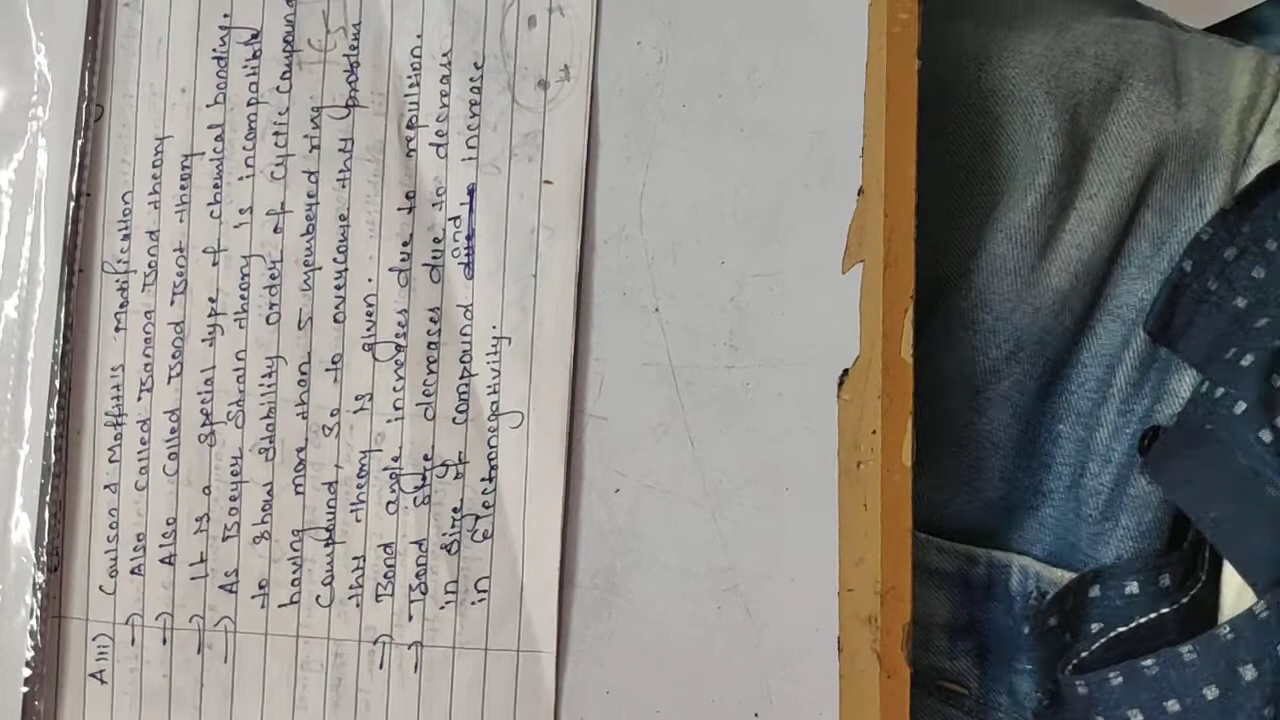 Aiii) Coulson & Moffitt's Modification
→ Also Called Banana Bond theory
→ Also Called Bond Bent theory
→ It is a special type of chemical bonding.
→ As Baeyer Strain theory is incompatible
to show stability order of Cyclic Compound
having more than 5 membered ring
Compound, so to overcome this problem
this theory is given.
→ Bond angle increases due to repulsion.
→ Bond size decreases due to decrease
in size of compound and due to increase
in electronegativity.